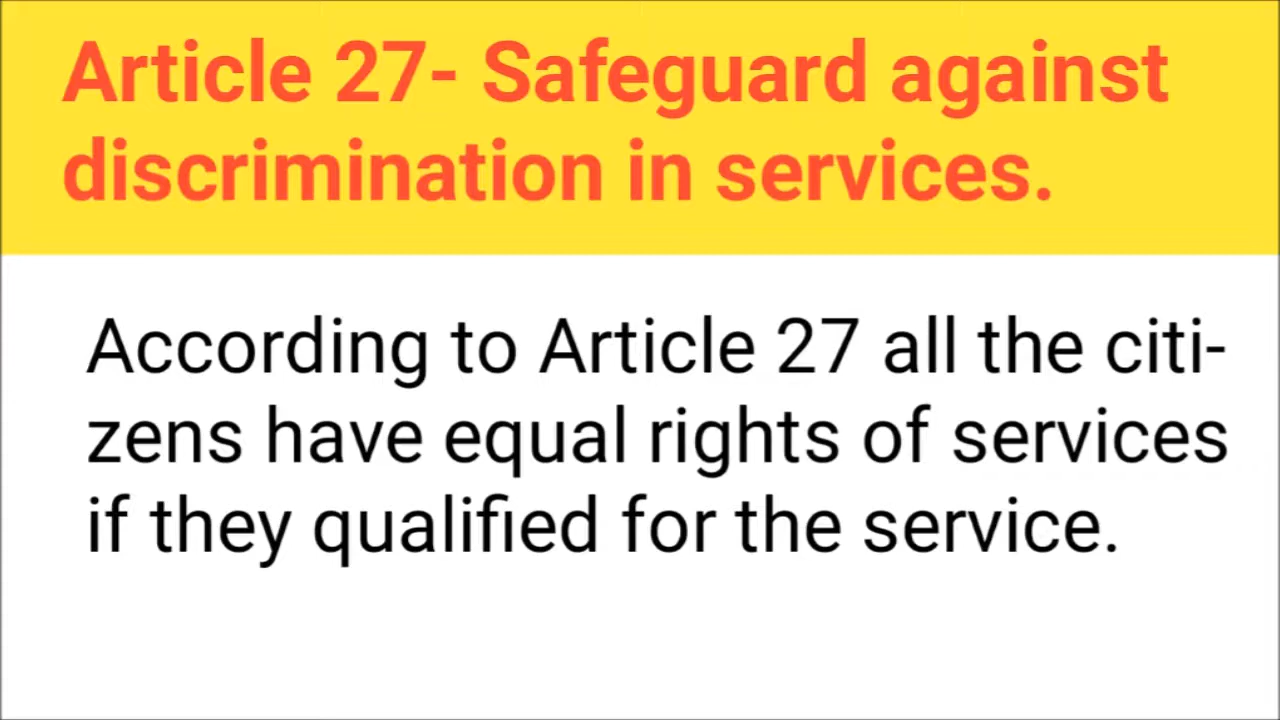 Article 27- Safeguard against
discrimination in services.
According to Article 27 all the citi-
zens have equal rights of services
if they qualified for the service.